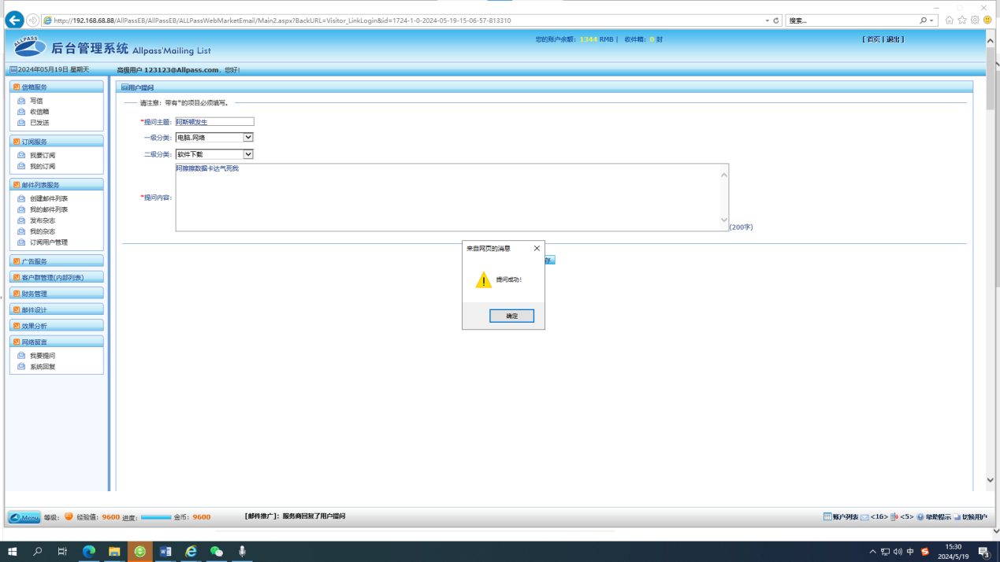 http://192.168.68.88/AllPassEB/AllPassEB/ALLPassWebMarketEmail/Main2.aspx?BackURL=Visitor_LinkLogin&id=1724-1-0-2024-05-19-15-06-57-813310
搜索...
ALLPASS 后台管理系统 Allpass'Mailing List
您的账户余额: 1344 RMB | 收件箱: 0 封
[ 首页 | 退出 ]
2024年05月19日 星期天
高级用户 123123@Allpass.com，您好!
信箱服务
写信
收信箱
已发送
订阅服务
我要订阅
我的订阅
邮件列表服务
创建邮件列表
我的邮件列表
发布杂志
我的杂志
订阅用户管理
广告服务
客户群管理(内部列表)
财务管理
邮件设计
效果分析
网络留言
我要提问
系统回复
用户提问
请注意：带有*的项目必须填写。
*提问主题: 阿斯顿发生
一级分类: 电脑.网络
二级分类: 软件下载
*提问内容: 阿擦擦数据卡达气死我
(200字)
存
来自网页的消息
提问成功!
确定
Menu 等级: 经验值: 9600 进度: 金币: 9600
[邮件推广]：服务商回复了用户提问
账户列表 <16> <5> 帮助提示 切换用户
中
15:30
2024/5/19
3